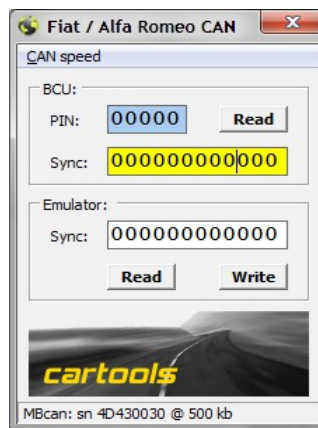 Fiat / Alfa Romeo CAN
CAN speed
BCU:
PIN: 00000 Read
Sync: 000000000000
Emulator:
Sync: 000000000000
Read Write
cartools
MBcan: sn 4D430030 @ 500 kb